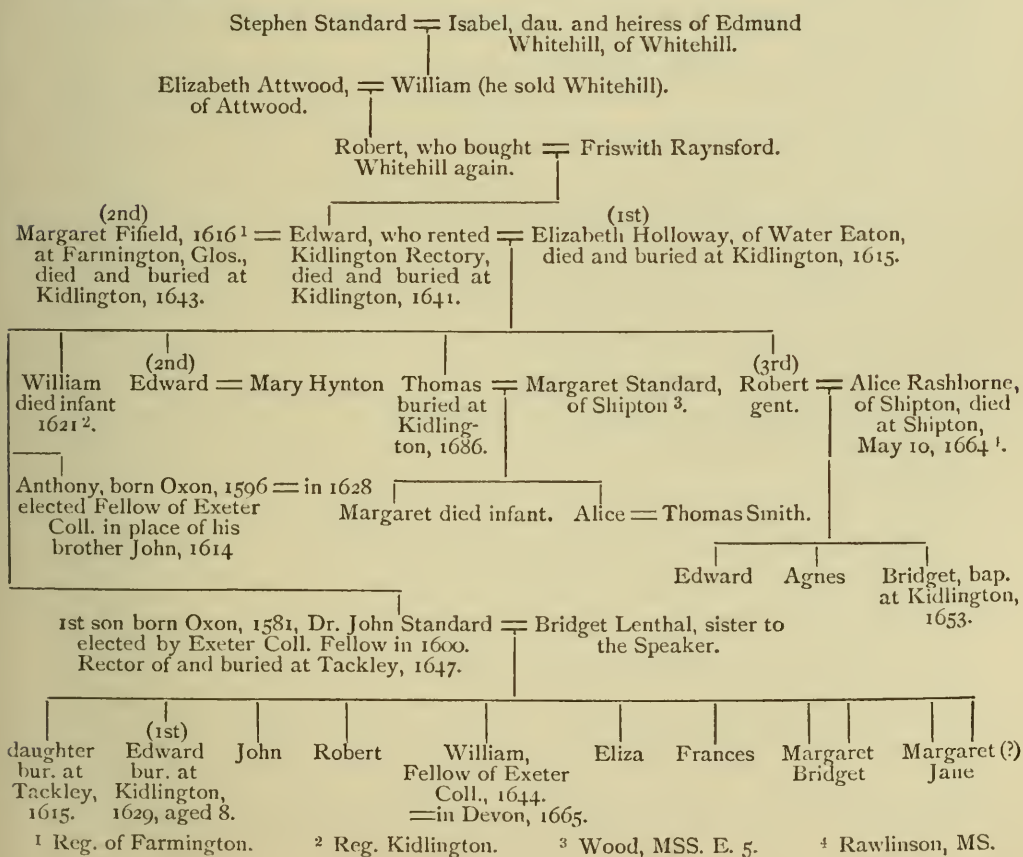 Stephen Standard = Isabel, dau. and heiress of Edmund
Whitehill, of Whitehill.
Elizabeth Attwood, = William (he sold Whitehill).
of Attwood.
Robert, who bought = Friswith Raynsford.
Whitehill again.
(2nd) (1st)
Margaret Fifield, 1616¹ = Edward, who rented = Elizabeth Holloway, of Water Eaton,
at Farmington, Glos., Kidlington Rectory, died and buried at Kidlington, 1615.
died and buried at died and buried at
Kidlington, 1643. Kidlington, 1641.
(2nd) (3rd)
William Edward = Mary Hynton Thomas = Margaret Standard, Robert = Alice Rashborne,
died infant buried at of Shipton ³. gent. of Shipton, died
1621². Kidling- at Shipton,
ton, 1686. May 10, 1664 ¹.
Anthony, born Oxon, 1596 = in 1628
elected Fellow of Exeter Margaret died infant. Alice = Thomas Smith.
Coll. in place of his
brother John, 1614
Edward Agnes Bridget, bap.
at Kidlington,
1653.
1st son born Oxon, 1581, Dr. John Standard = Bridget Lenthal, sister to
elected by Exeter Coll. Fellow in 1600. the Speaker.
Rector of and buried at Tackley, 1647.
(1st)
daughter Edward John Robert William, Eliza Frances Margaret Margaret (?)
bur. at bur. at Fellow of Exeter Bridget Jane
Tackley, Kidlington, Coll., 1644.
1615. 1629, aged 8. =in Devon, 1665.
¹ Reg. of Farmington. ² Reg. Kidlington. ³ Wood, MSS. E. 5. ⁴ Rawlinson, MS.